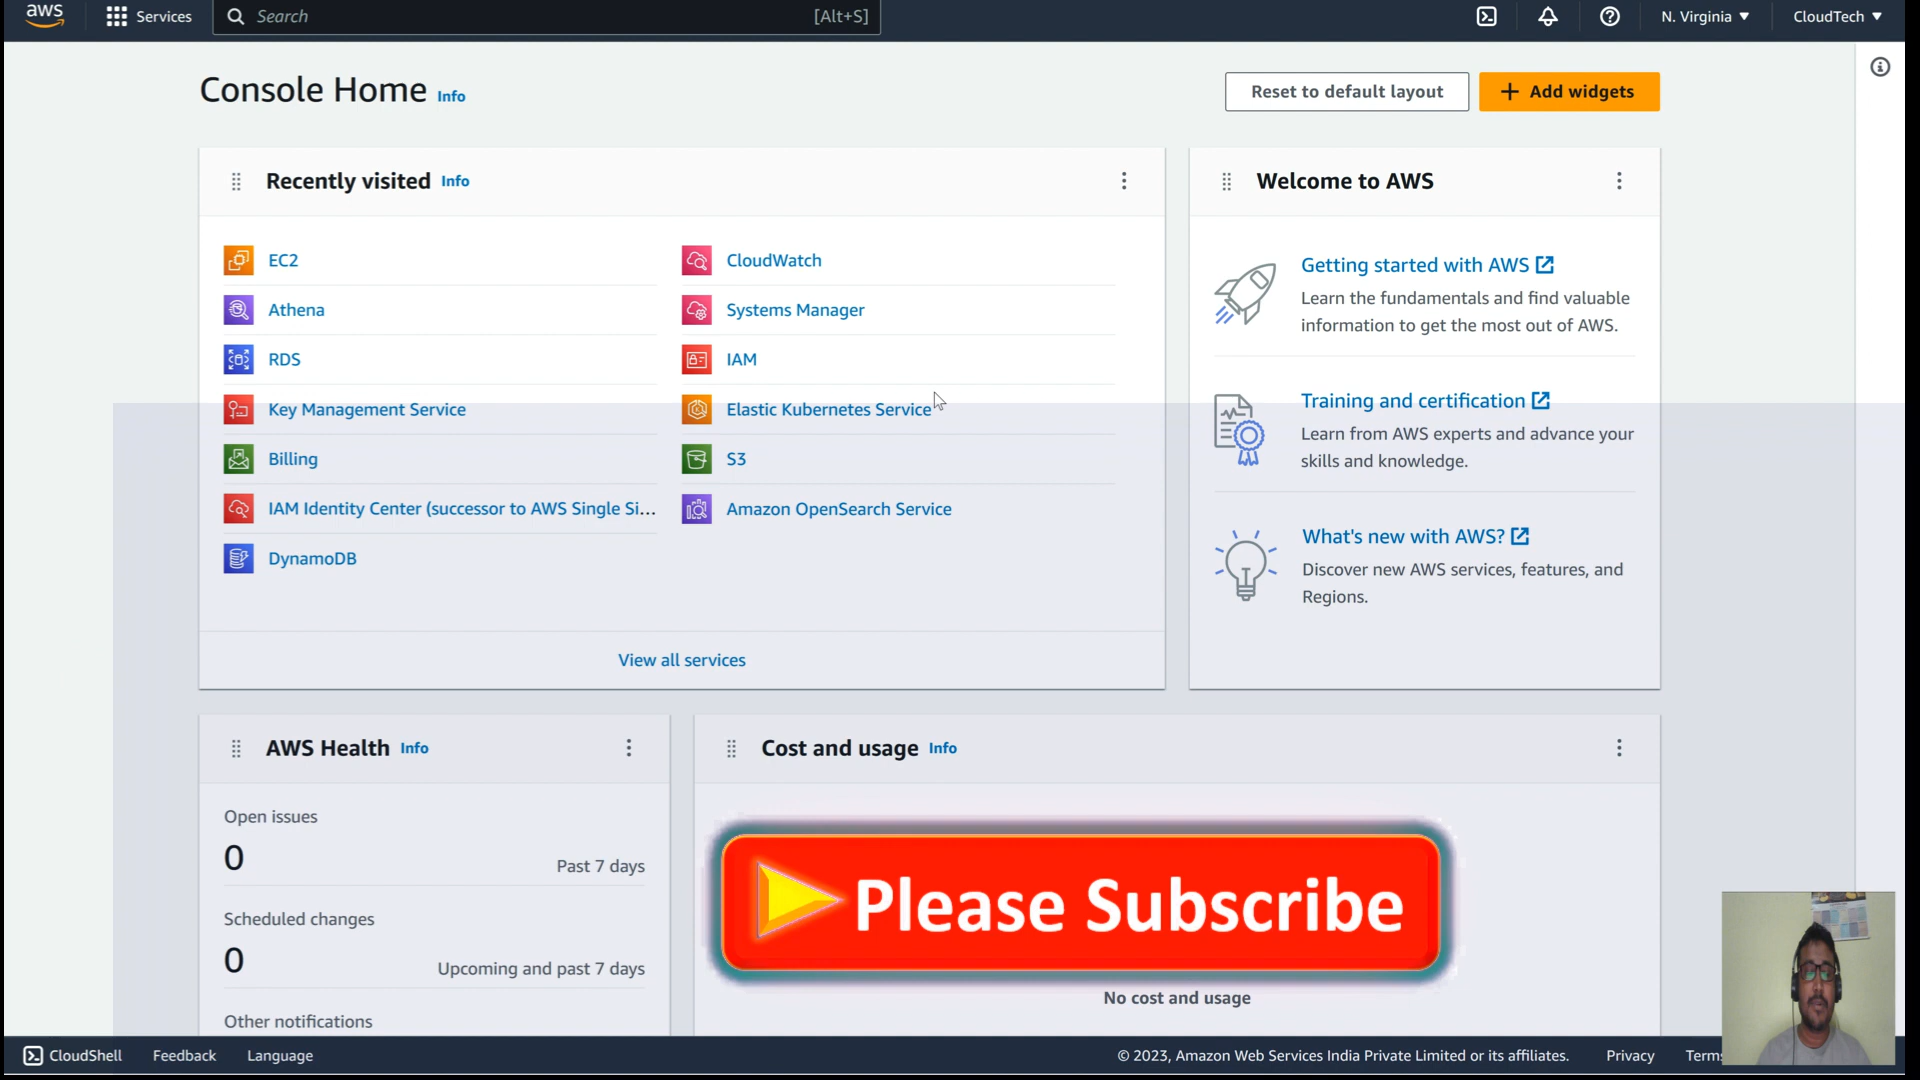 aws
Services
Search
[Alt+S]
N. Virginia
CloudTech
Console Home
Info
Reset to default layout
Add widgets
Recently visited
Info
EC2
Athena
RDS
Key Management Service
Billing
IAM Identity Center (successor to AWS Single Si...
DynamoDB
CloudWatch
Systems Manager
IAM
Elastic Kubernetes Service
S3
Amazon OpenSearch Service
View all services
Welcome to AWS
Getting started with AWS
Learn the fundamentals and find valuable
information to get the most out of AWS.
Training and certification
Learn from AWS experts and advance your
skills and knowledge.
What's new with AWS?
Discover new AWS services, features, and
Regions.
AWS Health
Info
Open issues
0
Past 7 days
Scheduled changes
0
Upcoming and past 7 days
Other notifications
Cost and usage
Info
Please Subscribe
No cost and usage
CloudShell
Feedback
Language
© 2023, Amazon Web Services India Private Limited or its affiliates.
Privacy
Terms